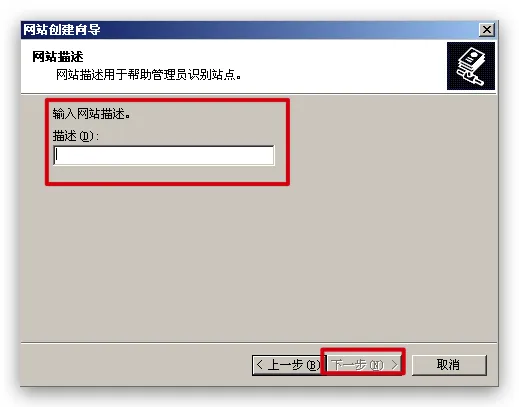 网站创建向导
网站描述
网站描述用于帮助管理员识别站点。
输入网站描述。
描述(D):
< 上一步(B) 下一步(N) > 取消